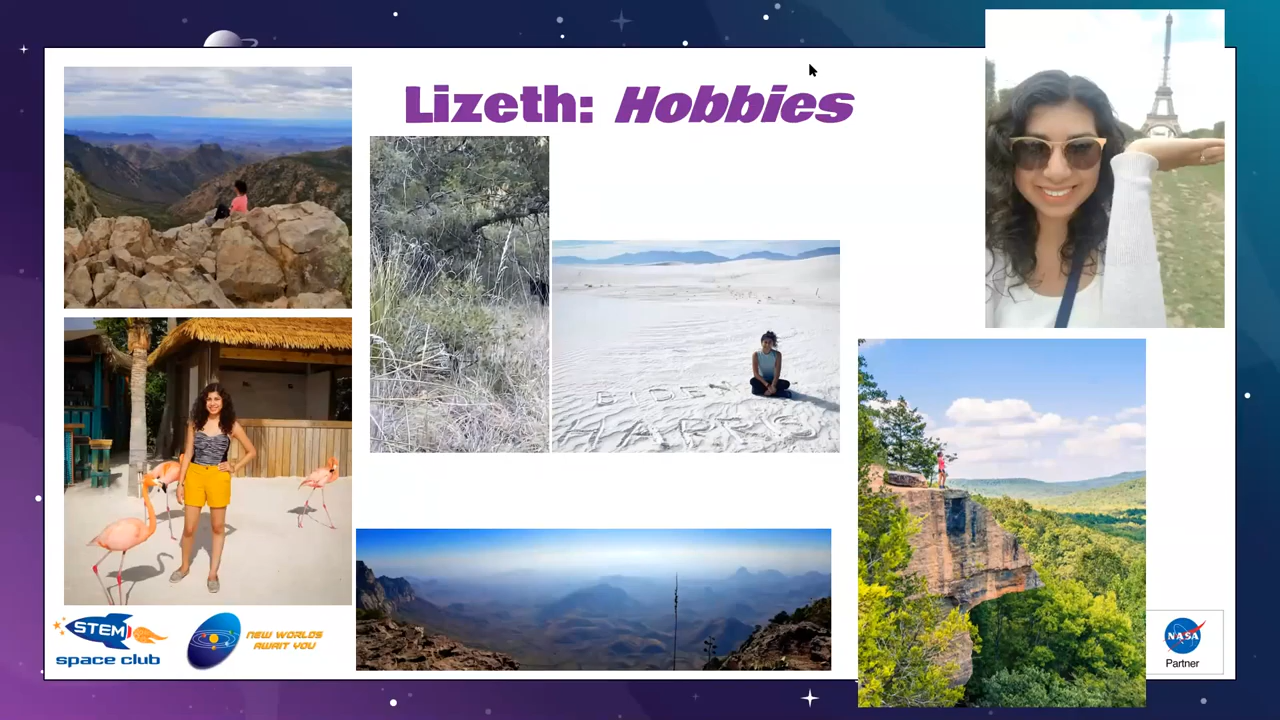 Lizeth: Hobbies
BIDEN
HARRIS
STEM
space club
NEW WORLDS
AWAIT YOU
NASA
Partner